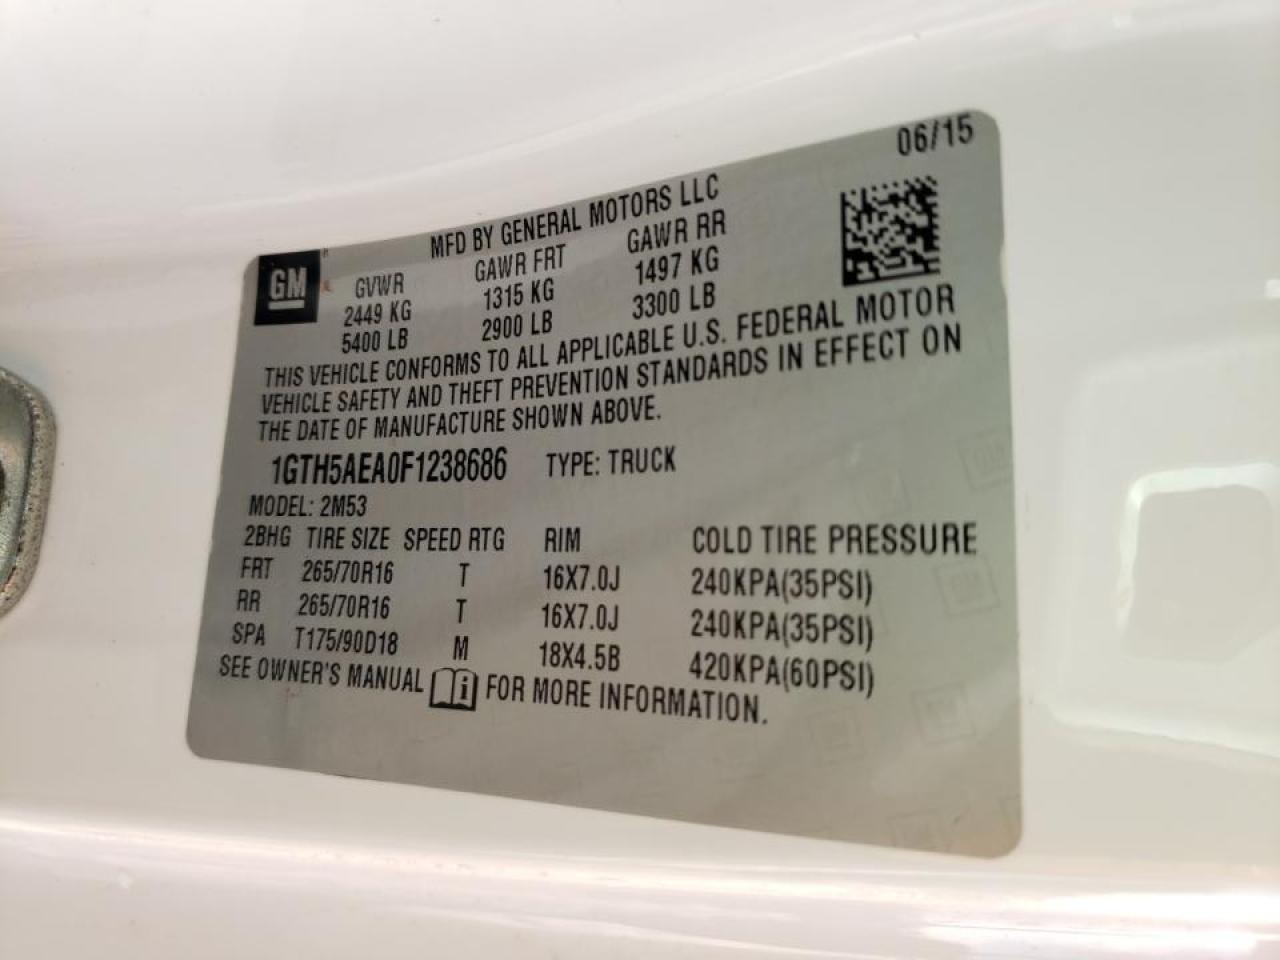 06/15
MFD BY GENERAL MOTORS LLC
GM
GVWR GAWR FRT GAWR RR
2449 KG 1315 KG 1497 KG
5400 LB 2900 LB 3300 LB
THIS VEHICLE CONFORMS TO ALL APPLICABLE U.S. FEDERAL MOTOR
VEHICLE SAFETY AND THEFT PREVENTION STANDARDS IN EFFECT ON
THE DATE OF MANUFACTURE SHOWN ABOVE.
1GTH5AEA0F1238686 TYPE: TRUCK
MODEL: 2M53
2BHG TIRE SIZE SPEED RTG RIM COLD TIRE PRESSURE
FRT 265/70R16 T 16X7.0J 240KPA(35PSI)
RR 265/70R16 T 16X7.0J 240KPA(35PSI)
SPA T175/90D18 M 18X4.5B 420KPA(60PSI)
SEE OWNER'S MANUAL i FOR MORE INFORMATION.